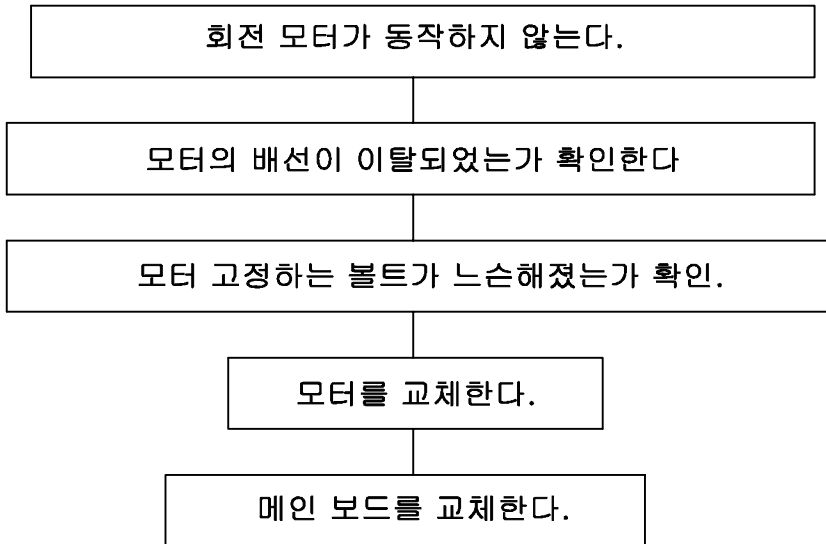 회전 모터가 동작하지 않는다.
모터의 배선이 이탈되었는가 확인한다
모터 고정하는 볼트가 느슨해졌는가 확인.
모터를 교체한다.
메인 보드를 교체한다.